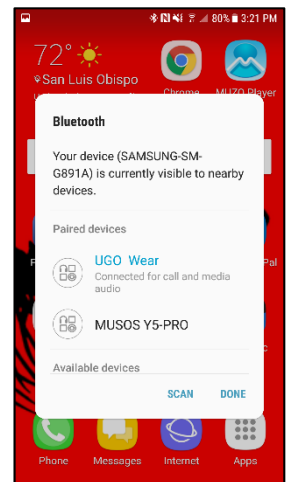 80% 3:21 PM
72°
San Luis Obispo
Chrome
MUZO Player
Bluetooth
Your device (SAMSUNG-SM-
G891A) is currently visible to nearby
devices.
Paired devices
UGO Wear
Connected for call and media
audio
MUSOS Y5-PRO
Available devices
SCAN DONE
Phone Messages Internet Apps